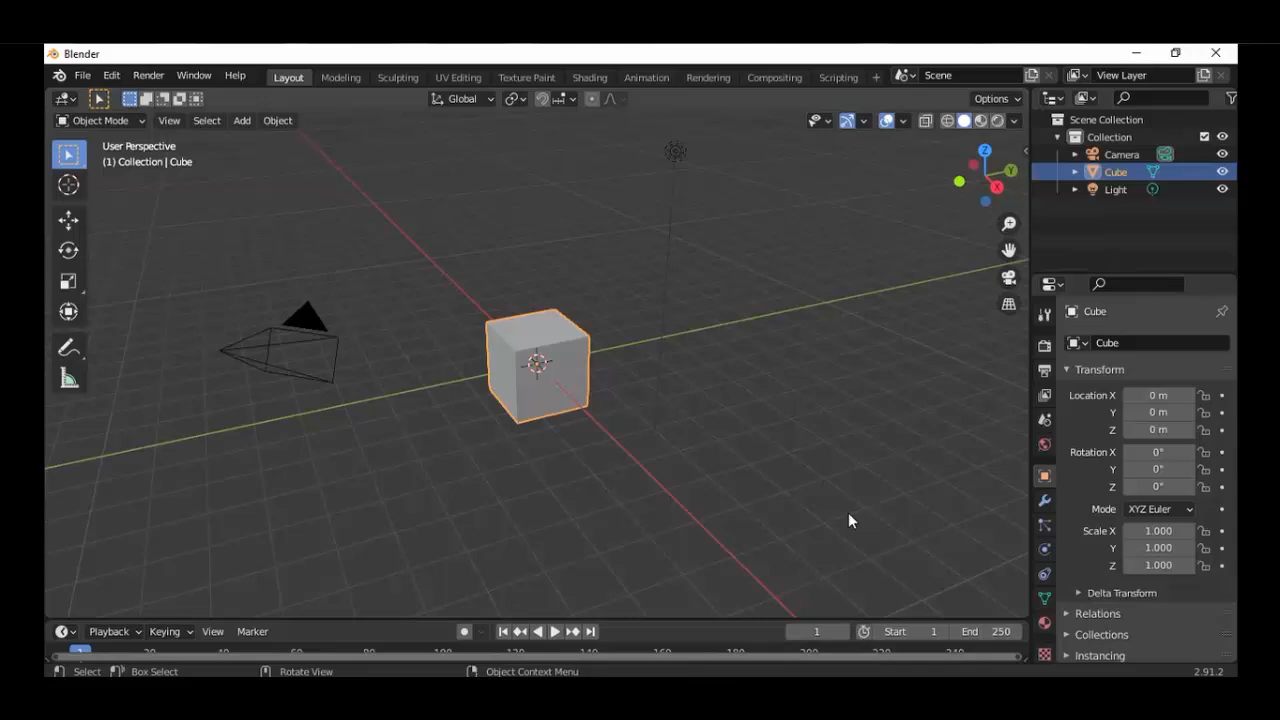 Blender
File Edit Render Window Help Layout Modeling Sculpting UV Editing Texture Paint Shading Animation Rendering Compositing Scripting + Scene View Layer
Global Options
Object Mode View Select Add Object
User Perspective
(1) Collection | Cube
Z
Y
X
Scene Collection
Collection
Camera
Cube
Light
Cube
Cube
Transform
Location X 0 m
Y 0 m
Z 0 m
Rotation X 0°
Y 0°
Z 0°
Mode XYZ Euler
Scale X 1.000
Y 1.000
Z 1.000
Delta Transform
Relations
Collections
Instancing
Playback Keying View Marker 1 Start 1 End 250
Select Box Select Rotate View Object Context Menu 2.91.2